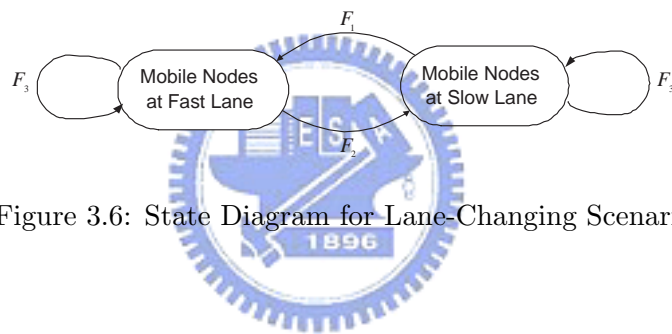 F₁
Mobile Nodes
at Fast Lane
Mobile Nodes
at Slow Lane
F₃
F₃
F₂
E S
Figure 3.6: State Diagram for Lane-Changing Scenari
1896